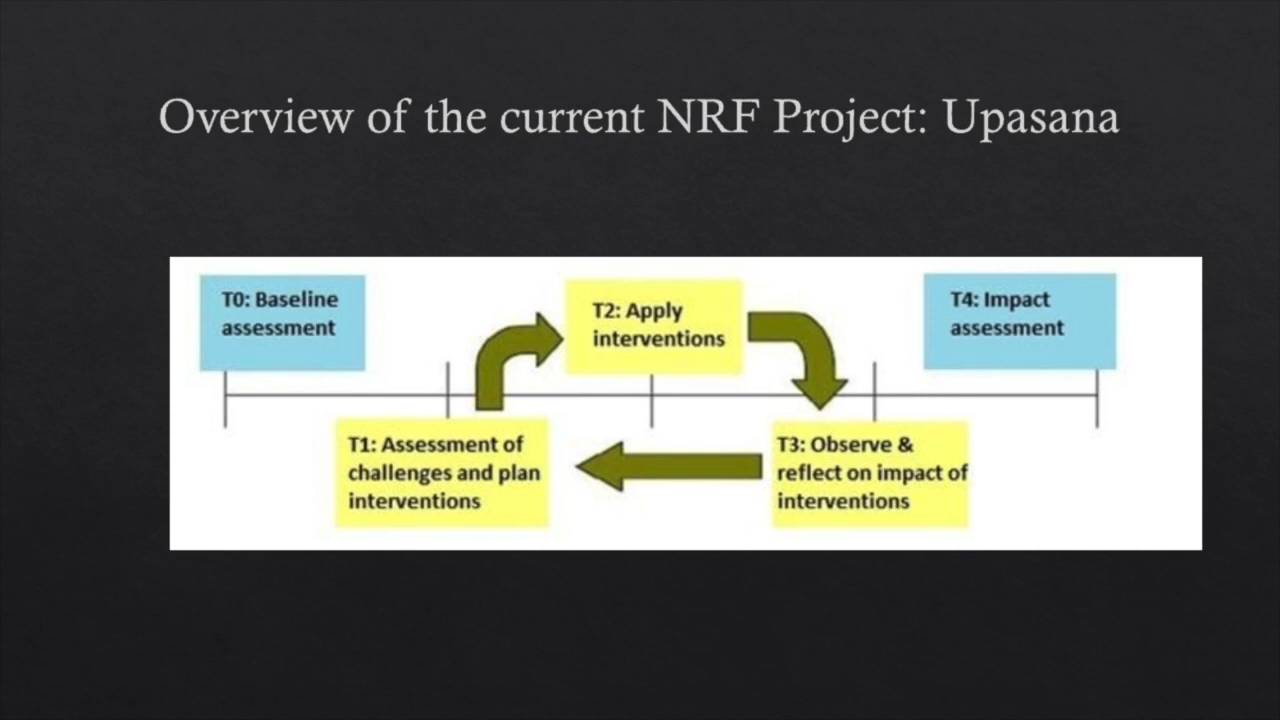 Overview of the current NRF Project: Upasana
T0: Baseline
assessment
T2: Apply
interventions
T4: Impact
assessment
T1: Assessment of
challenges and plan
interventions
T3: Observe &
reflect on impact of
interventions